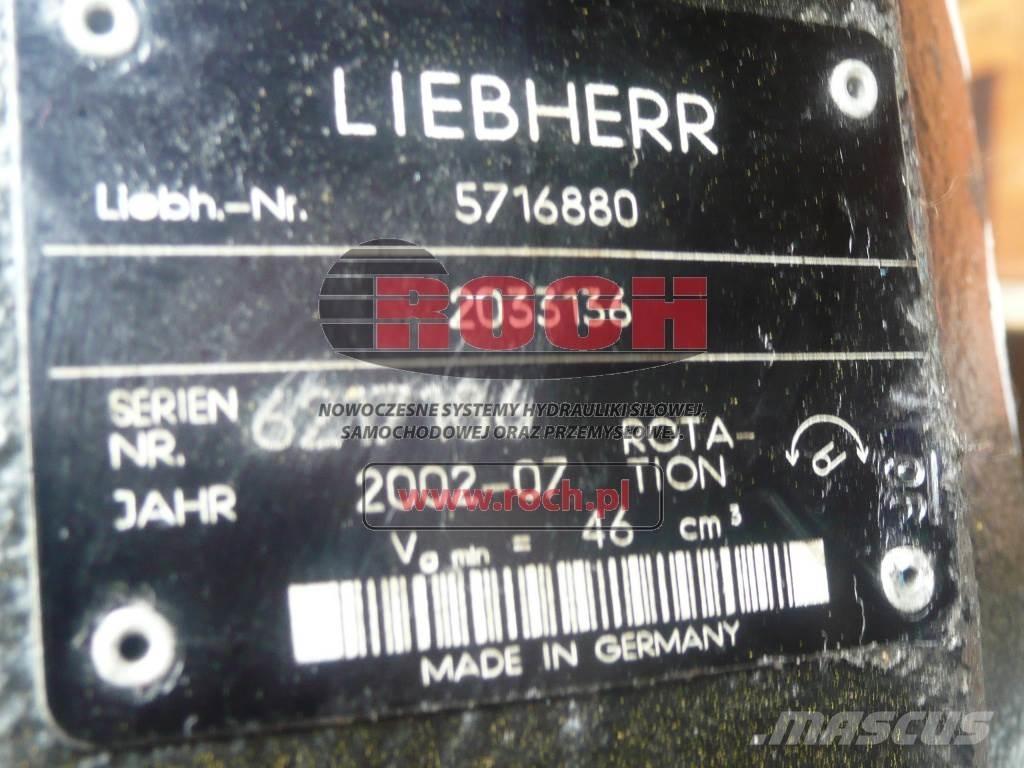 LIEBHERR
Liebh.-Nr. 5716880
2033136
ROCH
SERIEN NR.
NOWOCZESNE SYSTEMY HYDRAULIKI SIŁOWEJ,
SAMOCHODOWEJ ORAZ PRZEMYSŁOWEJ.
ROTA-
TION
R
JAHR 2002-07
www.roch.pl
Vg min = 46 cm³
MADE IN GERMANY
MASCUS